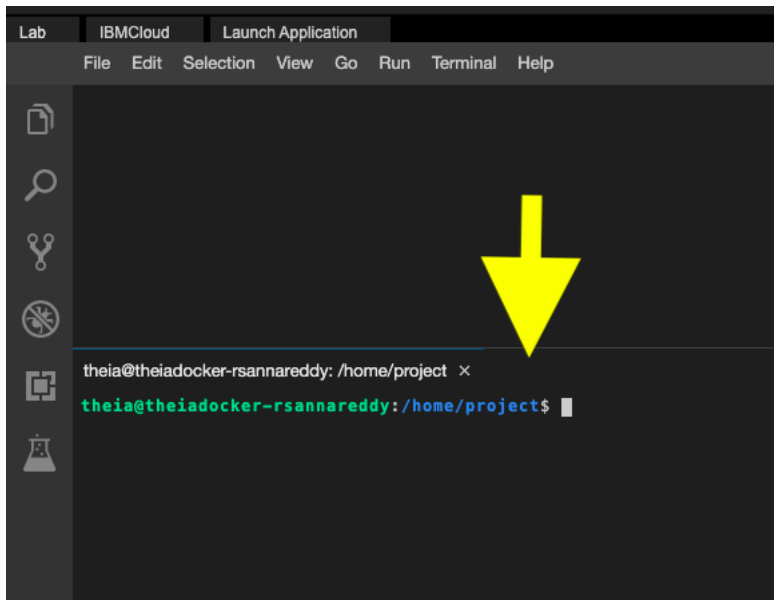 Lab IBMCloud Launch Application
File Edit Selection View Go Run Terminal Help
theia@theiadocker-rsannareddy: /home/project ×
theia@theiadocker-rsannareddy:/home/project$